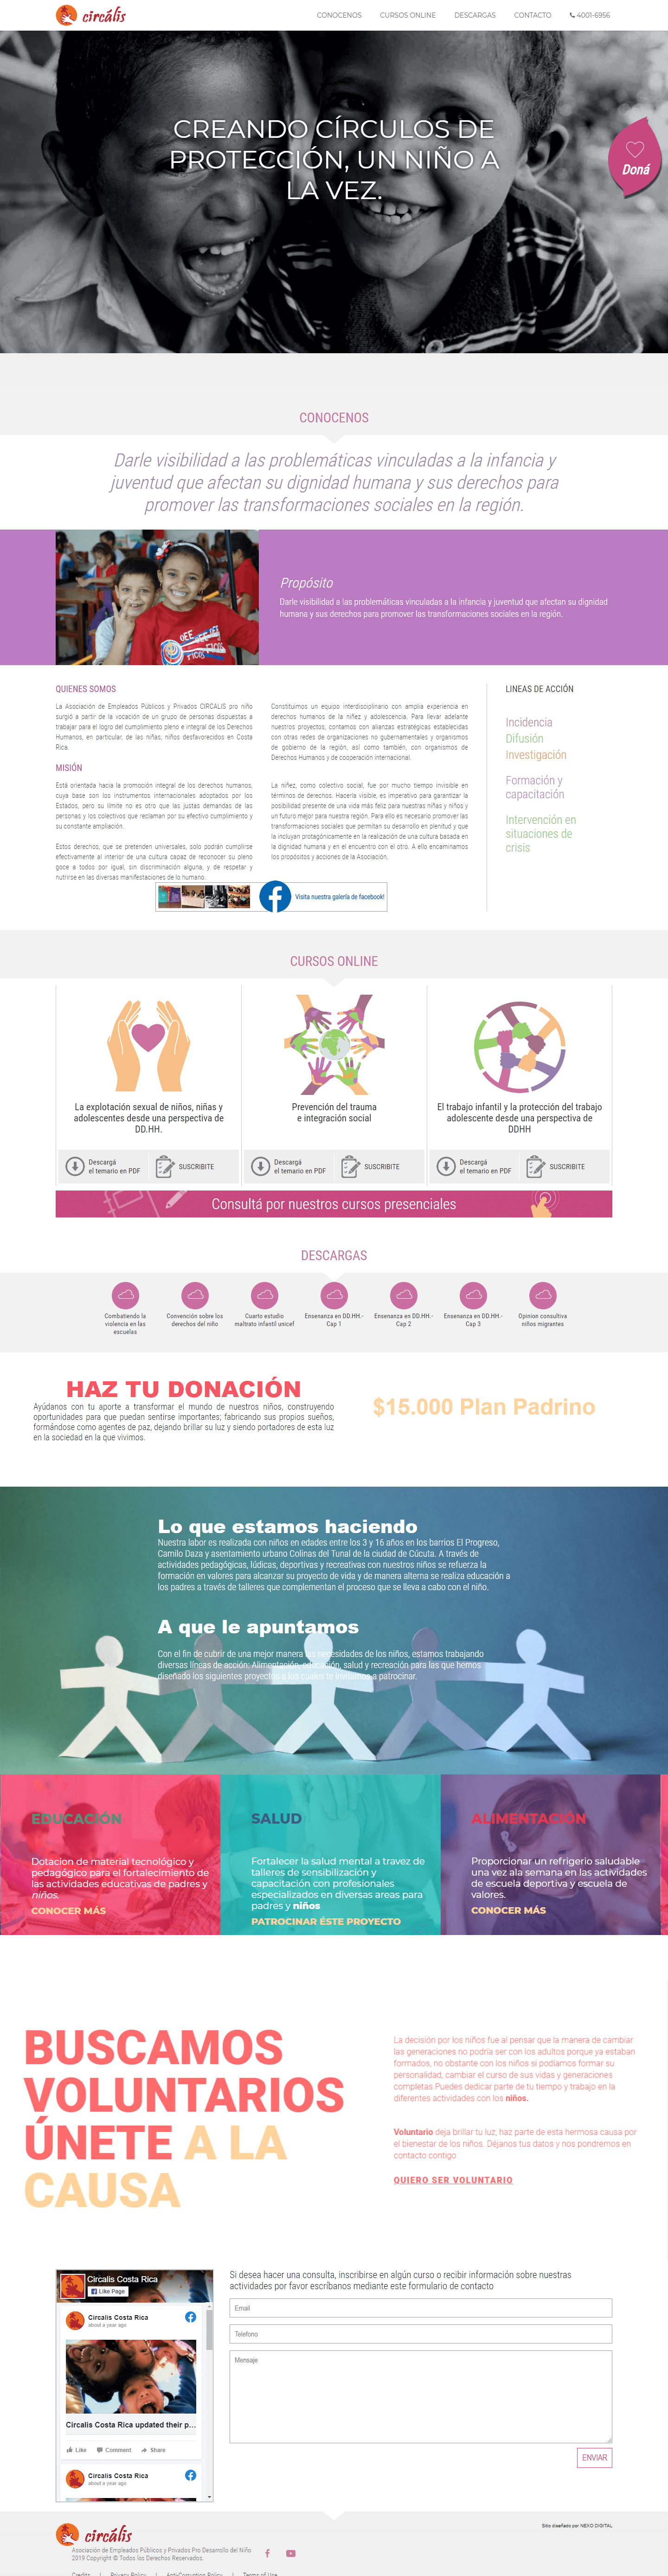 circális
CONOCENOS CURSOS ONLINE DESCARGAS CONTACTO 4001-6956
CREANDO CÍRCULOS DE
PROTECCIÓN, UN NIÑO A
LA VEZ.
Doná
CONOCENOS
Darle visibilidad a las problemáticas vinculadas a la infancia y
juventud que afectan su dignidad humana y sus derechos para
promover las transformaciones sociales en la región.
Propósito
Darle visibilidad a las problemáticas vinculadas a la infancia y juventud que afectan su dignidad
humana y sus derechos para promover las transformaciones sociales en la región.
QUIENES SOMOS
La Asociación de Empleados Públicos y Privados CIRCALIS pro niño
surgió a partir de la vocación de un grupo de personas dispuestas a
trabajar para el logro del cumplimiento pleno e integral de los Derechos
Humanos, en particular, de las niñas, niños desfavorecidos en Costa
Rica.
Constituimos un equipo interdisciplinario con amplia experiencia en
derechos humanos de la niñez y adolescencia. Para llevar adelante
nuestros proyectos, contamos con alianzas estratégicas establecidas
con otras redes de organizaciones no gubernamentales y organismos
de gobierno de la región, así como también, con organismos de
Derechos Humanos y de cooperación internacional.
MISIÓN
Está orientada hacia la promoción integral de los derechos humanos,
cuya base son los instrumentos internacionales adoptados por los
Estados, pero su límite no es otro que las justas demandas de las
personas y los colectivos que reclaman por su efectivo cumplimiento y
su constante ampliación.
Estos derechos, que se pretenden universales, solo podrán cumplirse
efectivamente al interior de una cultura capaz de reconocer su pleno
goce a todos por igual, sin discriminación alguna, y de respetar y
nutrirse en las diversas manifestaciones de lo humano.
La niñez, como colectivo social, fue por mucho tiempo invisible en
términos de derechos. Hacerla visible, es imperativo para garantizar la
posibilidad presente de una vida más feliz para nuestras niñas y niños y
un futuro mejor para nuestra región. Para ello es necesario promover las
transformaciones sociales que permitan su desarrollo en plenitud y que
la incluyan protagónicamente en la realización de una cultura basada en
la dignidad humana y en el encuentro con el otro. A ello encaminamos
los propósitos y acciones de la Asociación.
Visita nuestra galería de facebook!
LINEAS DE ACCIÓN
Incidencia
Difusión
Investigación
Formación y
capacitación
Intervención en
situaciones de
crisis
CURSOS ONLINE
La explotación sexual de niños, niñas y
adolescentes desde una perspectiva de
DD.HH.
Descargá
el temario en PDF
SUSCRIBITE
Prevención del trauma
e integración social
Descargá
el temario en PDF
SUSCRIBITE
El trabajo infantil y la protección del trabajo
adolescente desde una perspectiva de
DDHH
Descargá
el temario en PDF
SUSCRIBITE
Consultá por nuestros cursos presenciales
DESCARGAS
Combatiendo la
violencia en las
escuelas
Convención sobre los
derechos del niño
Cuarto estudio
maltrato infantil unicef
Ensenanza en DD.HH.-
Cap 1
Ensenanza en DD.HH.-
Cap 2
Ensenanza en DD.HH.-
Cap 3
Opinion consultiva
niños migrantes
HAZ TU DONACIÓN
Ayúdanos con tu aporte a transformar el mundo de nuestros niños, construyendo
oportunidades para que puedan sentirse importantes; fabricando sus propios sueños,
formándose como agentes de paz, dejando brillar su luz y siendo portadores de esta luz
en la sociedad en la que vivimos.
$15.000 Plan Padrino
Lo que estamos haciendo
Nuestra labor es realizada con niños en edades entre los 3 y 16 años en los barrios El Progreso,
Camilo Daza y asentamiento urbano Colinas del Tunal de la ciudad de Cúcuta. A través de
actividades pedagógicas, lúdicas, deportivas y recreativas con nuestros niños se refuerza la
formación en valores para alcanzar su proyecto de vida y de manera alterna se realiza educación a
los padres a través de talleres que complementan el proceso que se lleva a cabo con el niño.
A que le apuntamos
Con el fin de cubrir de una mejor manera las necesidades de los niños, estamos trabajando
diversas líneas de acción: Alimentación, educación, salud y recreación para las que hemos
diseñado los siguientes proyectos a los cuales te invitamos a patrocinar.
EDUCACIÓN
Dotacion de material tecnológico y
pedagógico para el fortalecimiento de
las actividades educativas de padres y
niños.
CONOCER MÁS
SALUD
Fortalecer la salud mental a travez de
talleres de sensibilización y
capacitación con profesionales
especializados en diversas areas para
padres y niños
PATROCINAR ÉSTE PROYECTO
ALIMENTACIÓN
Proporcionar un refrigerio saludable
una vez ala semana en las actividades
de escuela deportiva y escuela de
valores.
CONOCER MÁS
BUSCAMOS
VOLUNTARIOS
ÚNETE A LA
CAUSA
La decisión por los niños fue al pensar que la manera de cambiar
las generaciones no podría ser con los adultos porque ya estaban
formados, no obstante con los niños si podíamos formar su
personalidad, cambiar el curso de sus vidas y generaciones
completas.Puedes dedicar parte de tu tiempo y trabajo en la
diferentes actividades con los niños.
Voluntario deja brillar tu luz, haz parte de esta hermosa causa por
el bienestar de los niños. Déjanos tus datos y nos pondremos en
contacto contigo
QUIERO SER VOLUNTARIO
Circalis Costa Rica
Like Page
Circalis Costa Rica
about a year ago
Circalis Costa Rica updated their p...
Like Comment Share
Circalis Costa Rica
about a year ago
Si desea hacer una consulta, inscribirse en algún curso o recibir información sobre nuestras
actividades por favor escríbanos mediante este formulario de contacto
Email
Telefono
Mensaje
ENVIAR
circális
Asociación de Empleados Públicos y Privados Pro Desarrollo del Niño
2019 Copyright © Todos los Derechos Reservados.
Sitio diseñado por NEXO DIGITAL
Credits | Privacy Policy | AntiCorruption Policy | Terms of Use